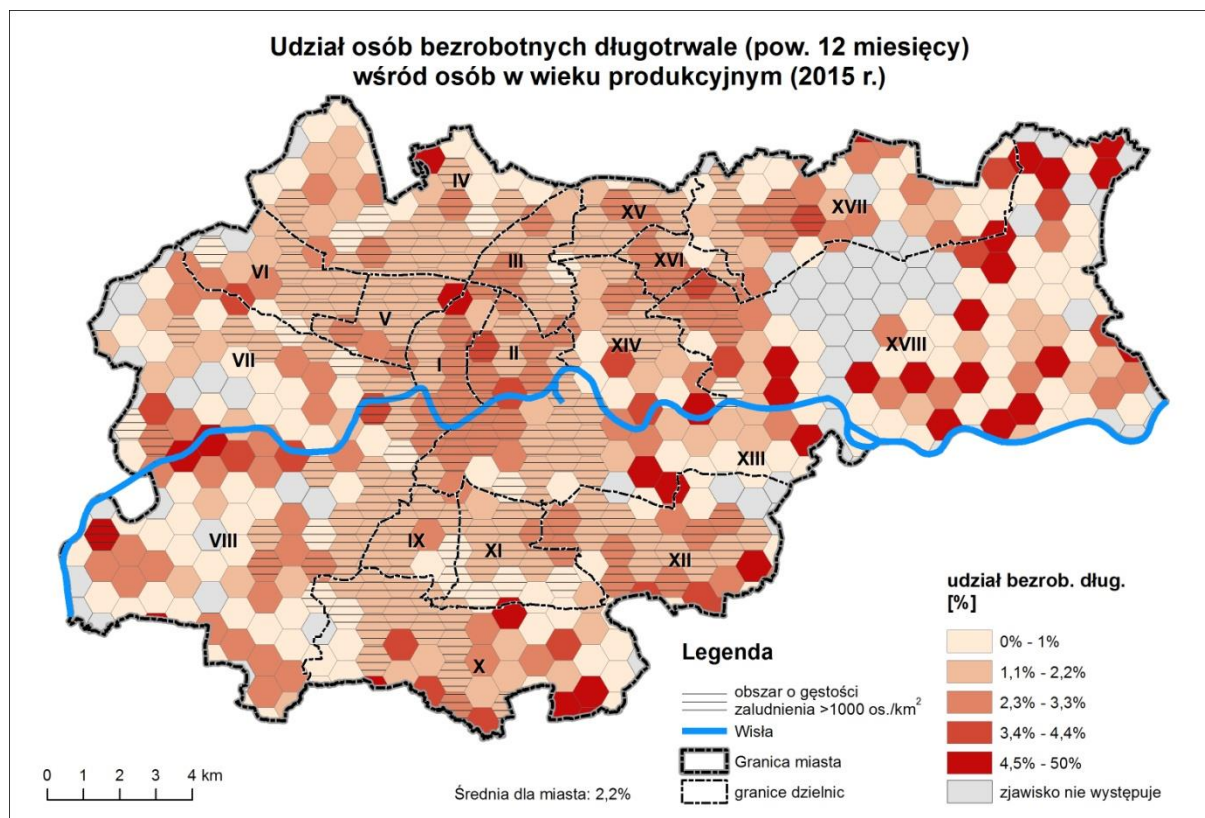 Udział osób bezrobotnych długotrwale (pow. 12 miesięcy)
wśród osób w wieku produkcyjnym (2015 r.)
IV
XV
XVII
VI
III
XVI
V
XVIII
VII
I
II
XIV
XIII
VIII
IX
XI
XII
X
udział bezrob. dług.
[%]
0% - 1%
1,1% - 2,2%
2,3% - 3,3%
3,4% - 4,4%
4,5% - 50%
zjawisko nie występuje
Legenda
obszar o gęstości
zaludnienia >1000 os./km²
Wisła
Granica miasta
granice dzielnic
0 1 2 4 km
Średnia dla miasta: 2,2%